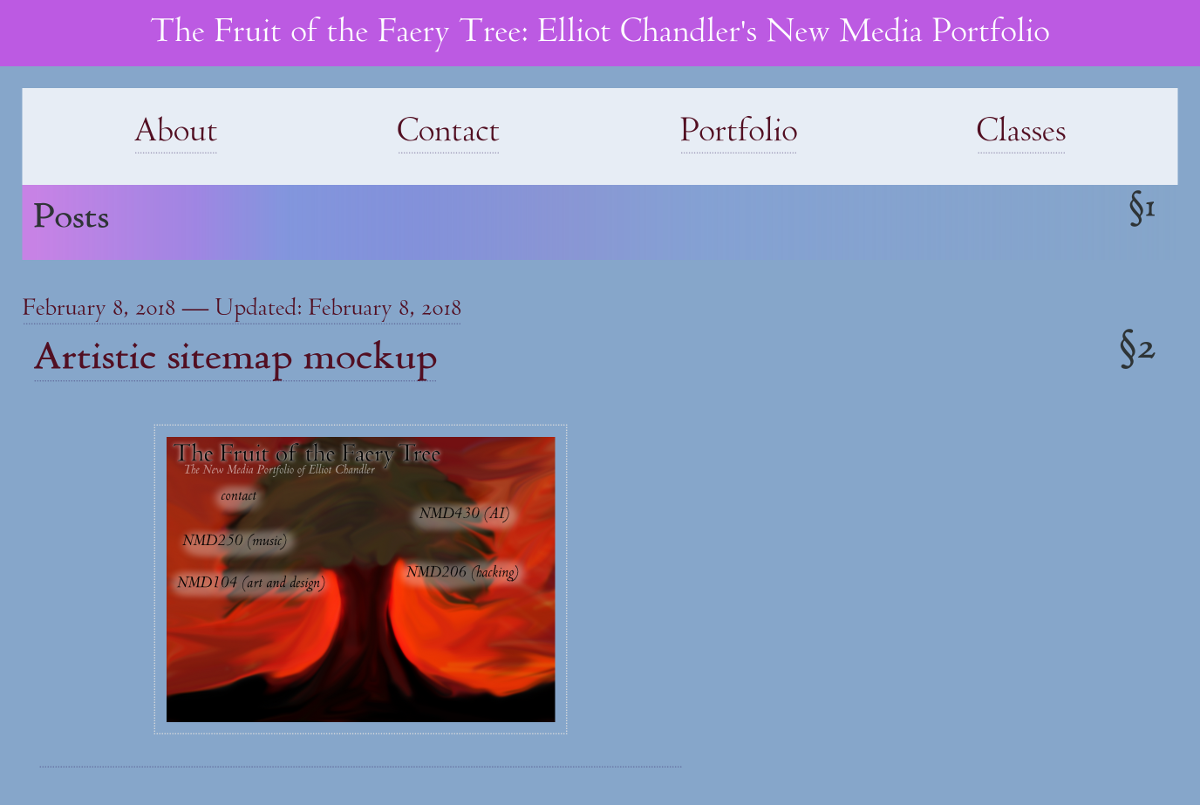 The Fruit of the Faery Tree: Elliot Chandler's New Media Portfolio
About Contact Portfolio Classes
Posts §1
February 8, 2018 — Updated: February 8, 2018
Artistic sitemap mockup §2
The Fruit of the Faery Tree
The New Media Portfolio of Elliot Chandler
contact
NMD430 (AI)
NMD250 (music)
NMD206 (hacking)
NMD104 (art and design)